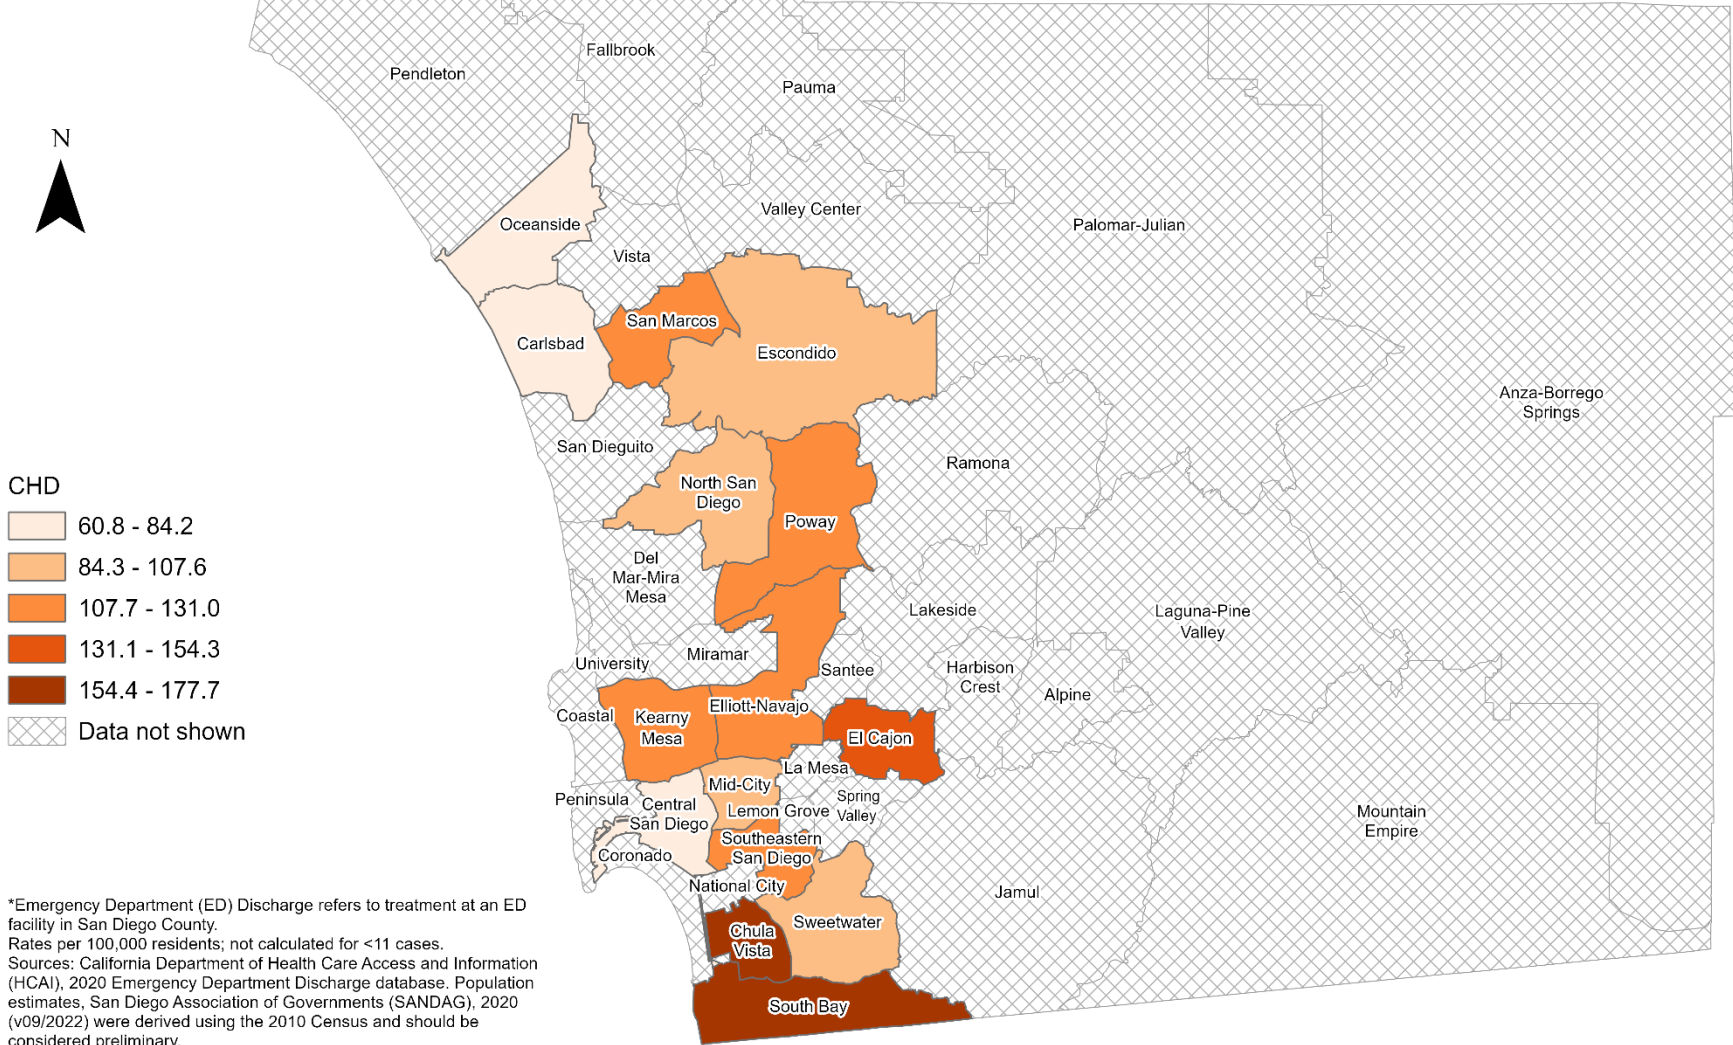 Fallbrook
Pendleton
Pauma
N
Valley Center
Oceanside
Palomar-Julian
Vista
San Marcos
Carlsbad
Escondido
Anza-Borrego
Springs
San Dieguito
Ramona
North San
Diego
Poway
Del
Mar-Mira
Mesa
Lakeside
Laguna-Pine
Valley
Miramar
University
Santee
Harbison
Crest
Alpine
Elliott-Navajo
Coastal
Kearny
Mesa
El Cajon
La Mesa
Mid-City
Peninsula
Central
San Diego
Lemon Grove
Spring
Valley
Mountain
Empire
Southeastern
San Diego
Coronado
National City
Jamul
Sweetwater
Chula
Vista
South Bay
CHD
60.8 - 84.2
84.3 - 107.6
107.7 - 131.0
131.1 - 154.3
154.4 - 177.7
Data not shown
*Emergency Department (ED) Discharge refers to treatment at an ED
facility in San Diego County.
Rates per 100,000 residents; not calculated for <11 cases.
Sources: California Department of Health Care Access and Information
(HCAI), 2020 Emergency Department Discharge database. Population
estimates, San Diego Association of Governments (SANDAG), 2020
(v09/2022) were derived using the 2010 Census and should be
considered preliminary.